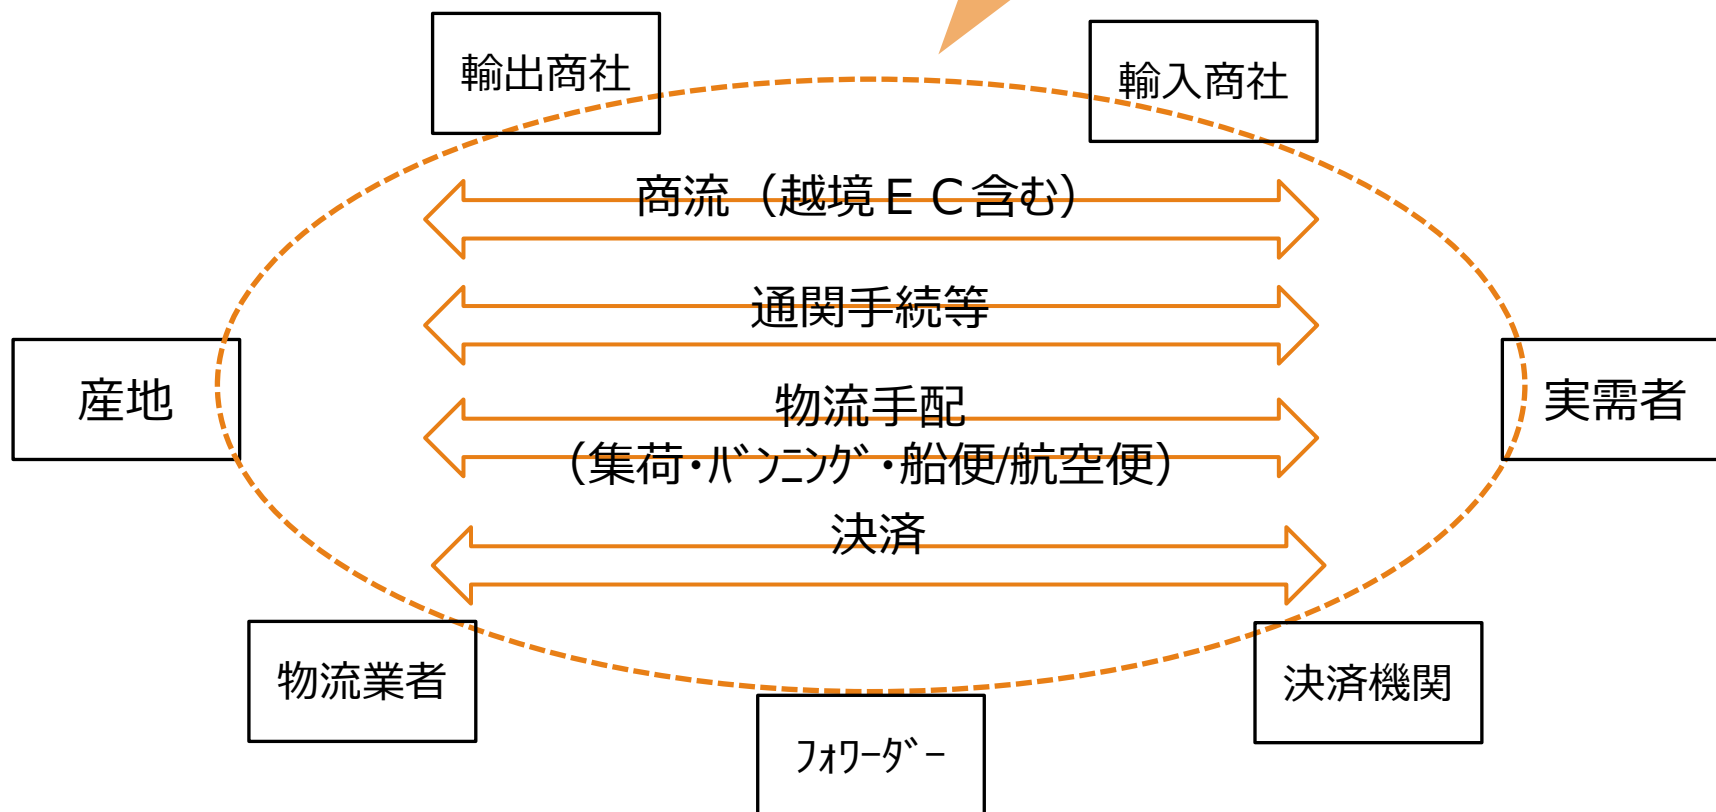 輸出商社
輸入商社
商流（越境ＥＣ含む）
通関手続等
産地
実需者
物流手配
（集荷・ﾊﾞﾝﾆﾝｸﾞ・船便/航空便）
決済
物流業者
決済機関
ﾌｫﾜｰﾀﾞｰ